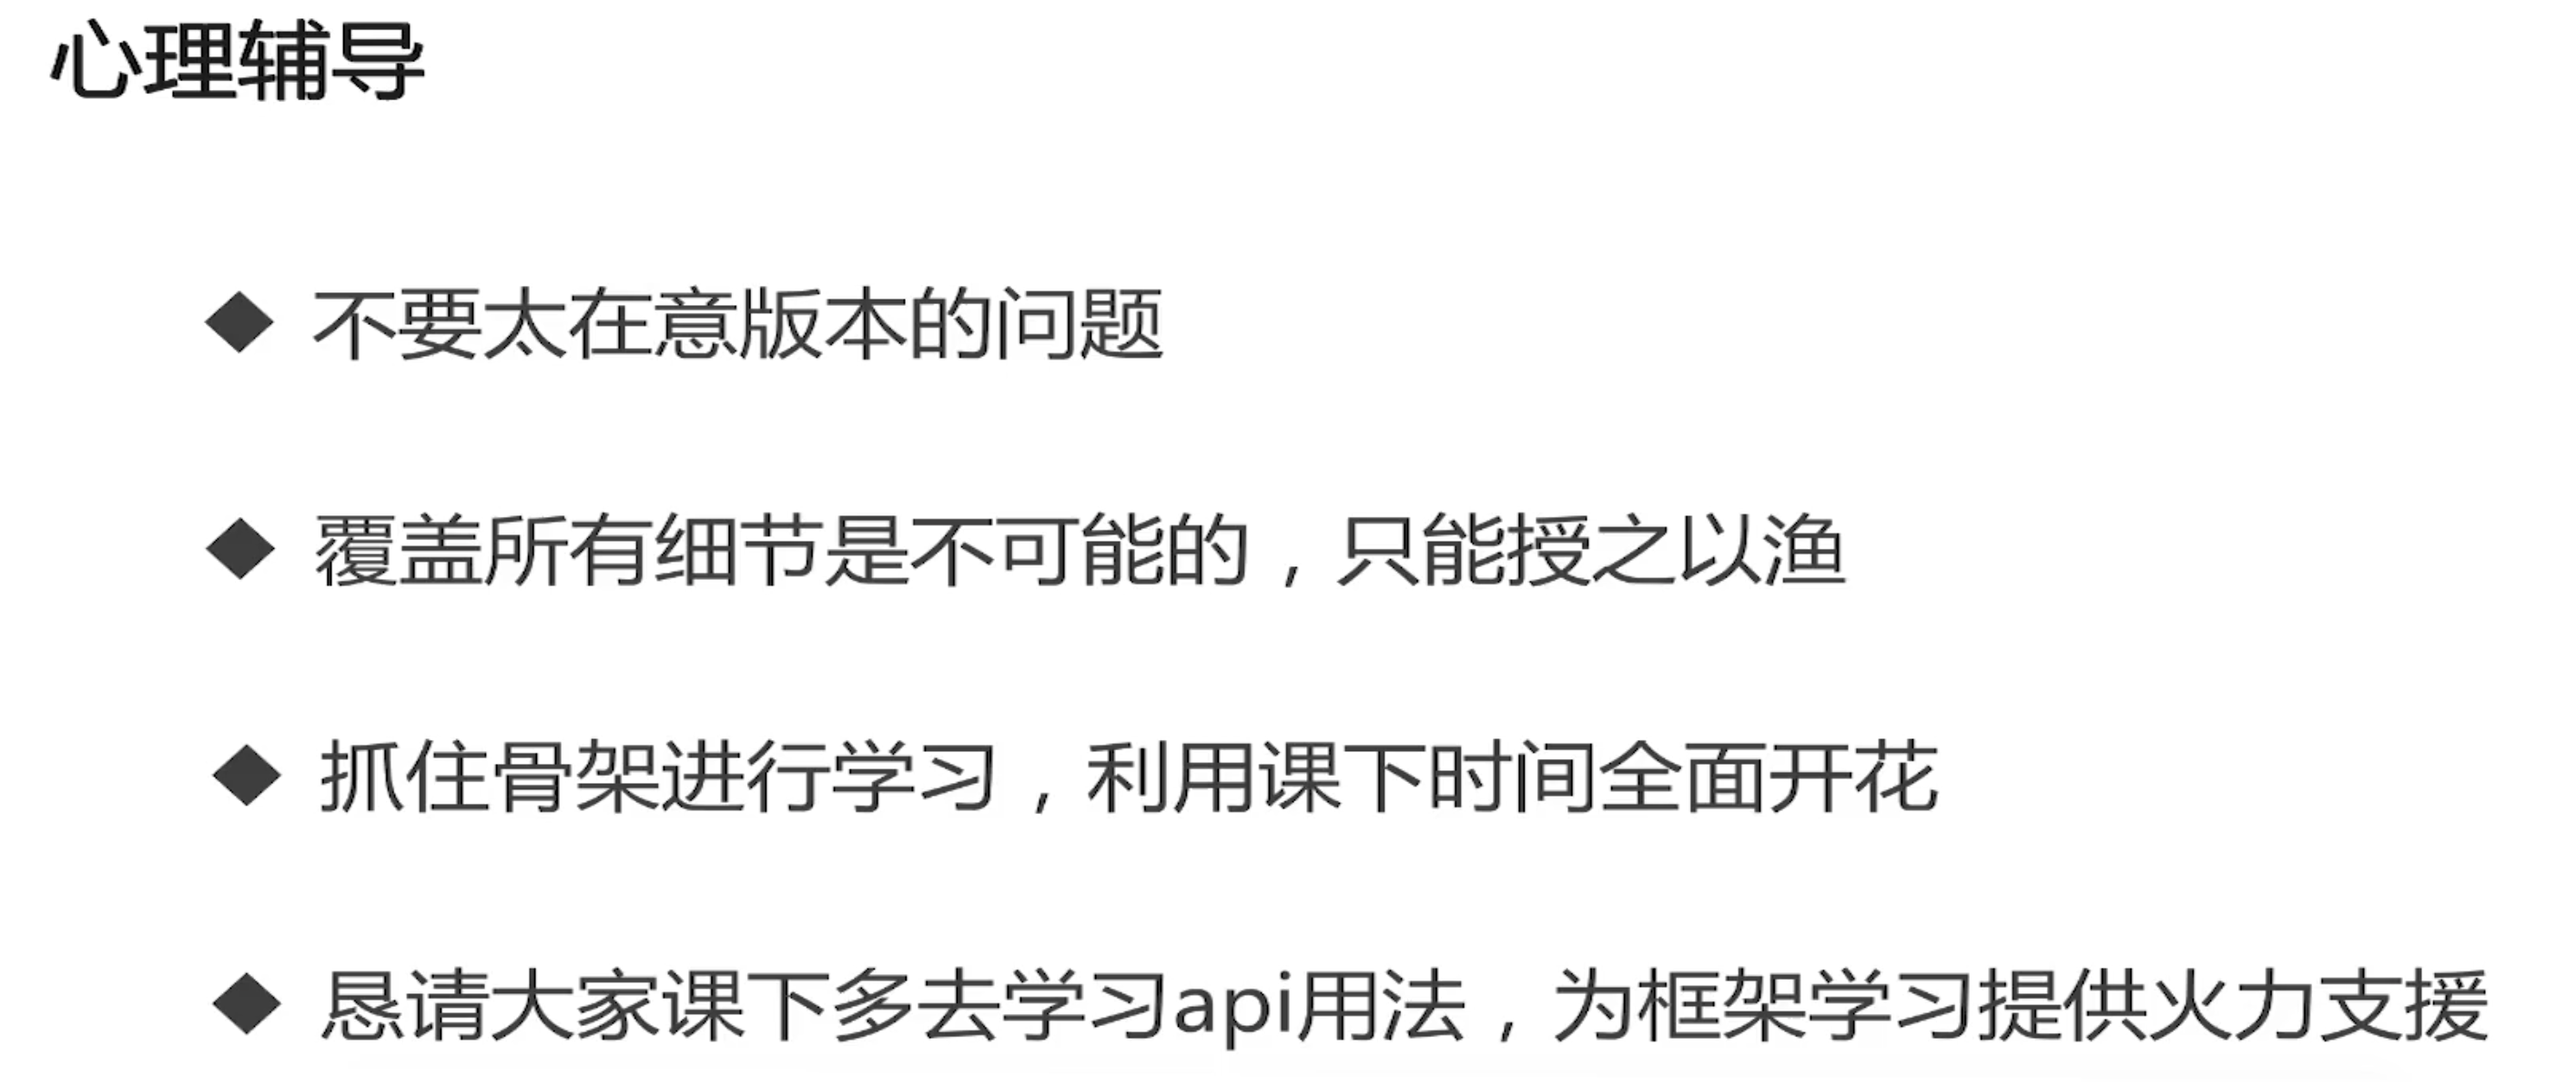 心理辅导
◆ 不要太在意版本的问题
◆ 覆盖所有细节是不可能的，只能授之以渔
◆ 抓住骨架进行学习，利用课下时间全面开花
◆ 恳请大家课下多去学习api用法，为框架学习提供火力支援